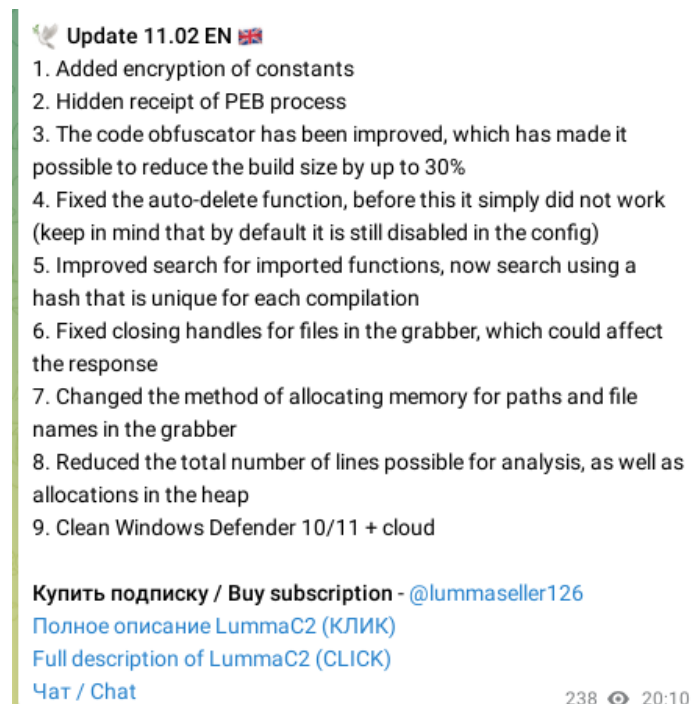 🕊 Update 11.02 EN 🇬🇧
1. Added encryption of constants
2. Hidden receipt of PEB process
3. The code obfuscator has been improved, which has made it
possible to reduce the build size by up to 30%
4. Fixed the auto-delete function, before this it simply did not work
(keep in mind that by default it is still disabled in the config)
5. Improved search for imported functions, now search using a
hash that is unique for each compilation
6. Fixed closing handles for files in the grabber, which could affect
the response
7. Changed the method of allocating memory for paths and file
names in the grabber
8. Reduced the total number of lines possible for analysis, as well as
allocations in the heap
9. Clean Windows Defender 10/11 + cloud
Купить подписку / Buy subscription - @lummaseller126
Полное описание LummaC2 (КЛИК)
Full description of LummaC2 (CLICK)
Чат / Chat
238 20:10